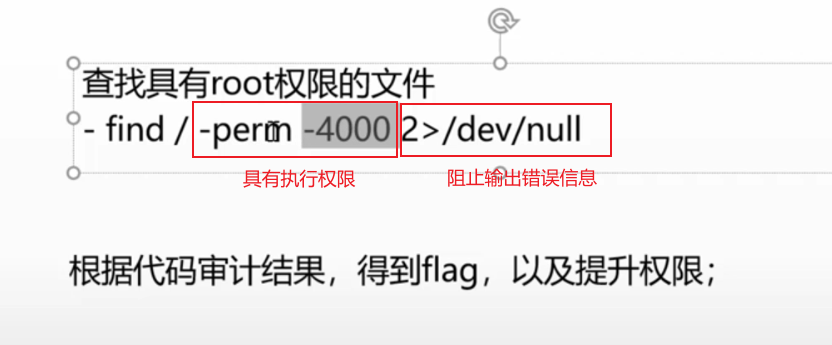 查找具有root权限的文件
- find / -perm -4000 2>/dev/null
具有执行权限
阻止输出错误信息
根据代码审计结果，得到flag，以及提升权限；